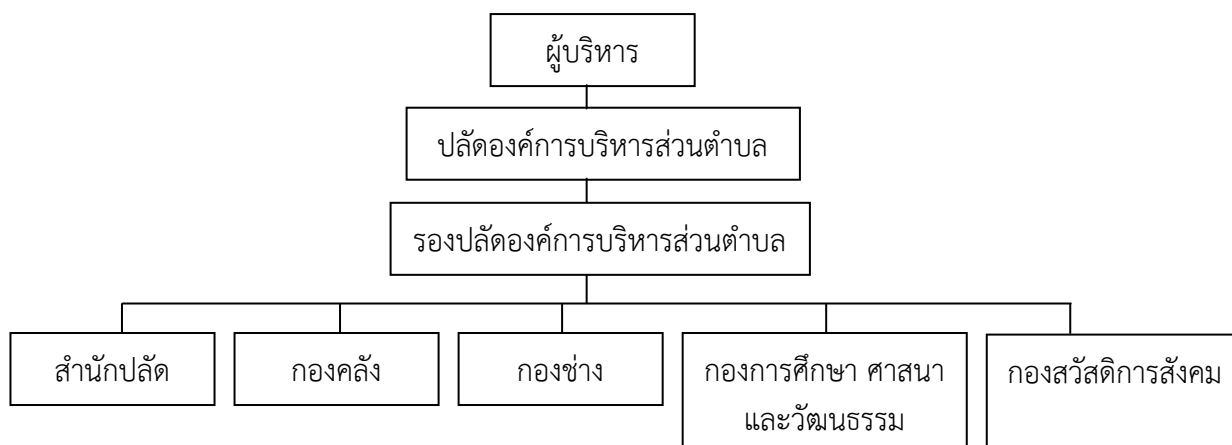 ผู้บริหาร
ปลัดองค์การบริหารส่วนตำบล
รองปลัดองค์การบริหารส่วนตำบล
สำนักปลัด
กองคลัง
กองช่าง
กองการศึกษา ศาสนา
และวัฒนธรรม
กองสวัสดิการสังคม